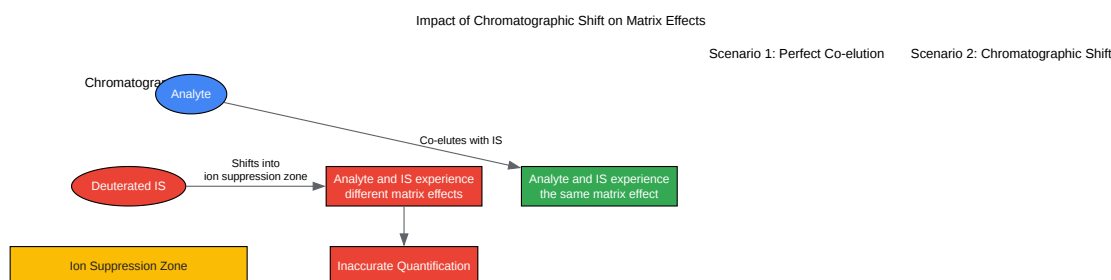 Impact of Chromatographic Shift on Matrix Effects
Scenario 1: Perfect Co-elution
Scenario 2: Chromatographic Shift
Analyte
Co-elutes with IS
Deuterated IS
Shifts into
ion suppression zone
Analyte and IS experience
different matrix effects
Analyte and IS experience
the same matrix effect
Ion Suppression Zone
Inaccurate Quantification